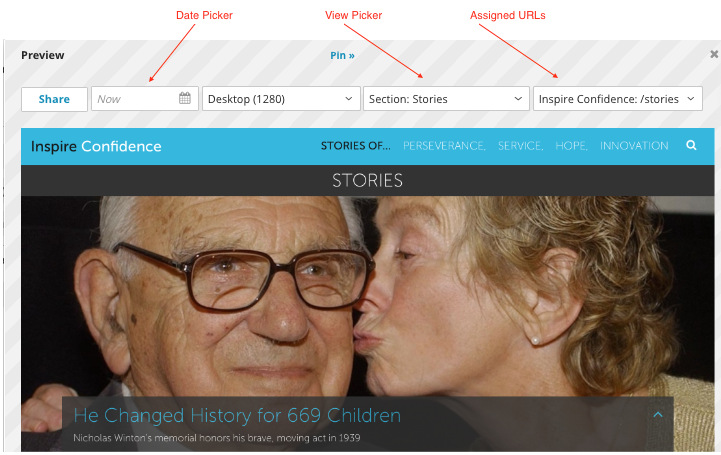 Date Picker View Picker Assigned URLs
Preview Pin »
Share Now Desktop (1280) Section: Stories Inspire Confidence: /stories
Inspire Confidence STORIES OF... PERSEVERANCE, SERVICE, HOPE, INNOVATION
STORIES
He Changed History for 669 Children
Nicholas Winton's memorial honors his brave, moving act in 1939